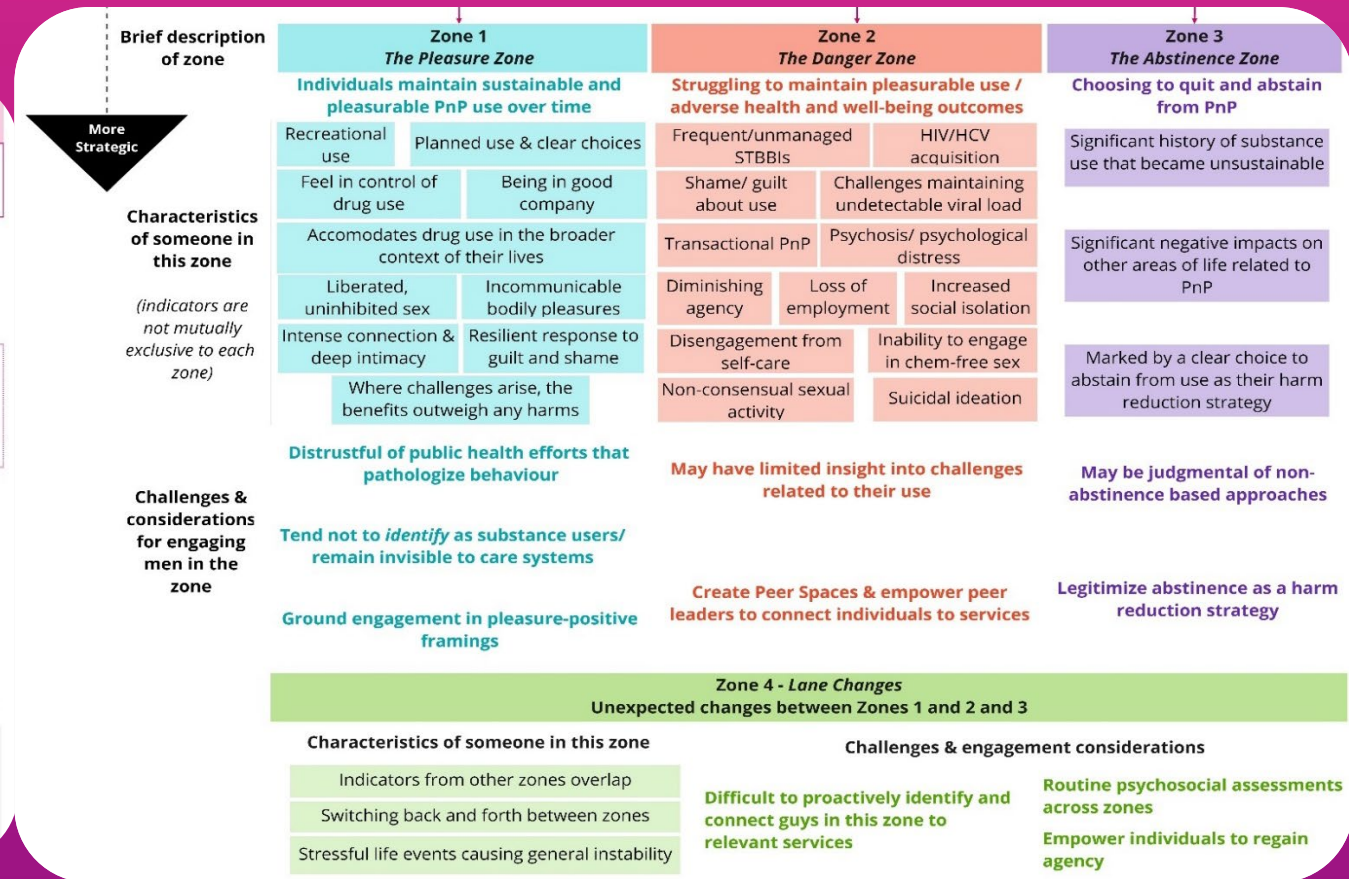 Brief description
of zone
Zone 1
The Pleasure Zone
Zone 2
The Danger Zone
Zone 3
The Abstinence Zone
Individuals maintain sustainable and
pleasurable PnP use over time
Struggling to maintain pleasurable use /
adverse health and well-being outcomes
Choosing to quit and abstain
from PnP
More
Strategic
Characteristics
of someone in
this zone
(indicators are
not mutually
exclusive to each
zone)
Recreational
use
Planned use & clear choices
Feel in control of
drug use
Being in good
company
Accomodates drug use in the broader
context of their lives
Liberated,
uninhibited sex
Incommunicable
bodily pleasures
Intense connection &
deep intimacy
Resilient response to
guilt and shame
Where challenges arise, the
benefits outweigh any harms
Frequent/unmanaged
STBBIs
HIV/HCV
acquisition
Shame/ guilt
about use
Challenges maintaining
undetectable viral load
Transactional PnP
Psychosis/ psychological
distress
Diminishing
agency
Loss of
employment
Increased
social isolation
Disengagement from
self-care
Inability to engage
in chem-free sex
Non-consensual sexual
activity
Suicidal ideation
Significant history of substance
use that became unsustainable
Significant negative impacts on
other areas of life related to
PnP
Marked by a clear choice to
abstain from use as their harm
reduction strategy
Challenges &
considerations
for engaging
men in the
zone
Distrustful of public health efforts that
pathologize behaviour
Tend not to identify as substance users/
remain invisible to care systems
Ground engagement in pleasure-positive
framings
May have limited insight into challenges
related to their use
Create Peer Spaces & empower peer
leaders to connect individuals to services
May be judgmental of non-
abstinence based approaches
Legitimize abstinence as a harm
reduction strategy
Zone 4 - Lane Changes
Unexpected changes between Zones 1 and 2 and 3
Characteristics of someone in this zone
Indicators from other zones overlap
Switching back and forth between zones
Stressful life events causing general instability
Challenges & engagement considerations
Difficult to proactively identify and
connect guys in this zone to
relevant services
Routine psychosocial assessments
across zones
Empower individuals to regain
agency